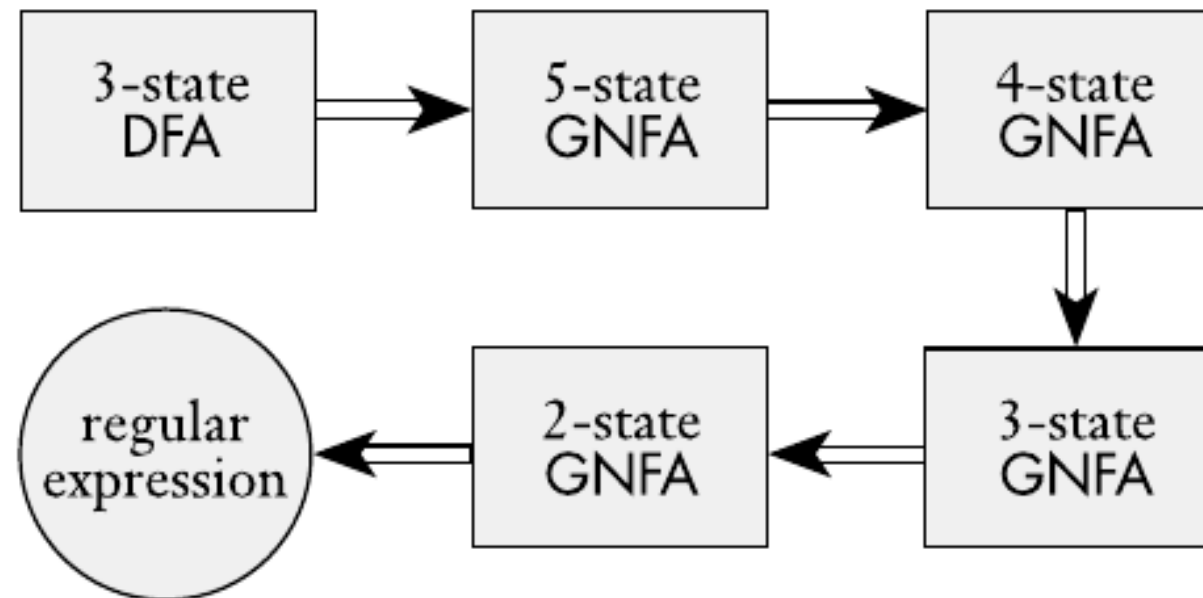 3-state
DFA
5-state
GNFA
4-state
GNFA
3-state
GNFA
2-state
GNFA
regular
expression